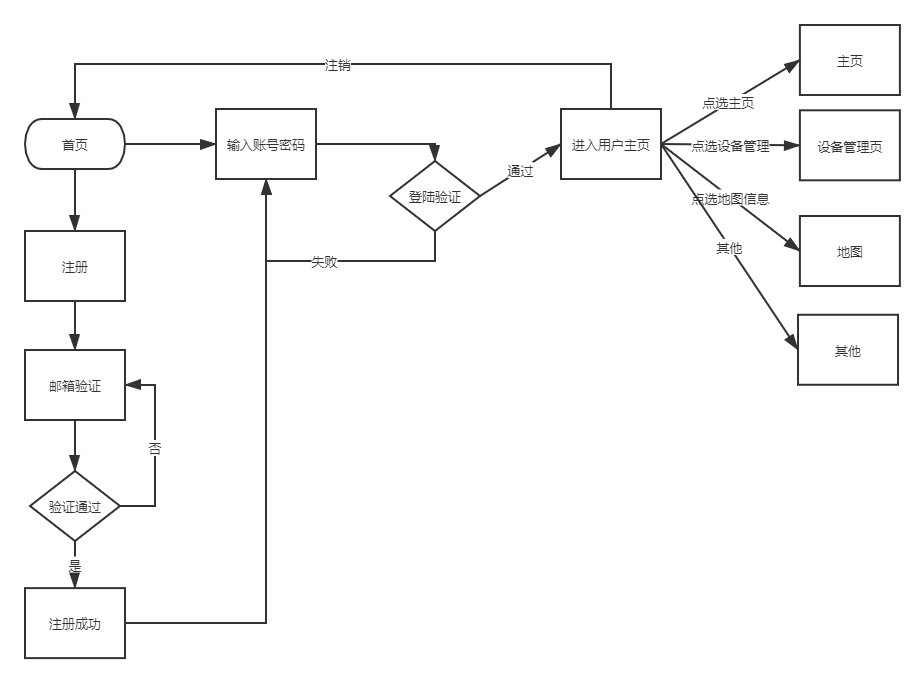 注销
主页
点选主页
首页
输入账号密码
进入用户主页
点选设备管理
设备管理页
通过
登陆验证
点选地图信息
其他
地图
注册
失败
其他
邮箱验证
否
验证通过
是
注册成功